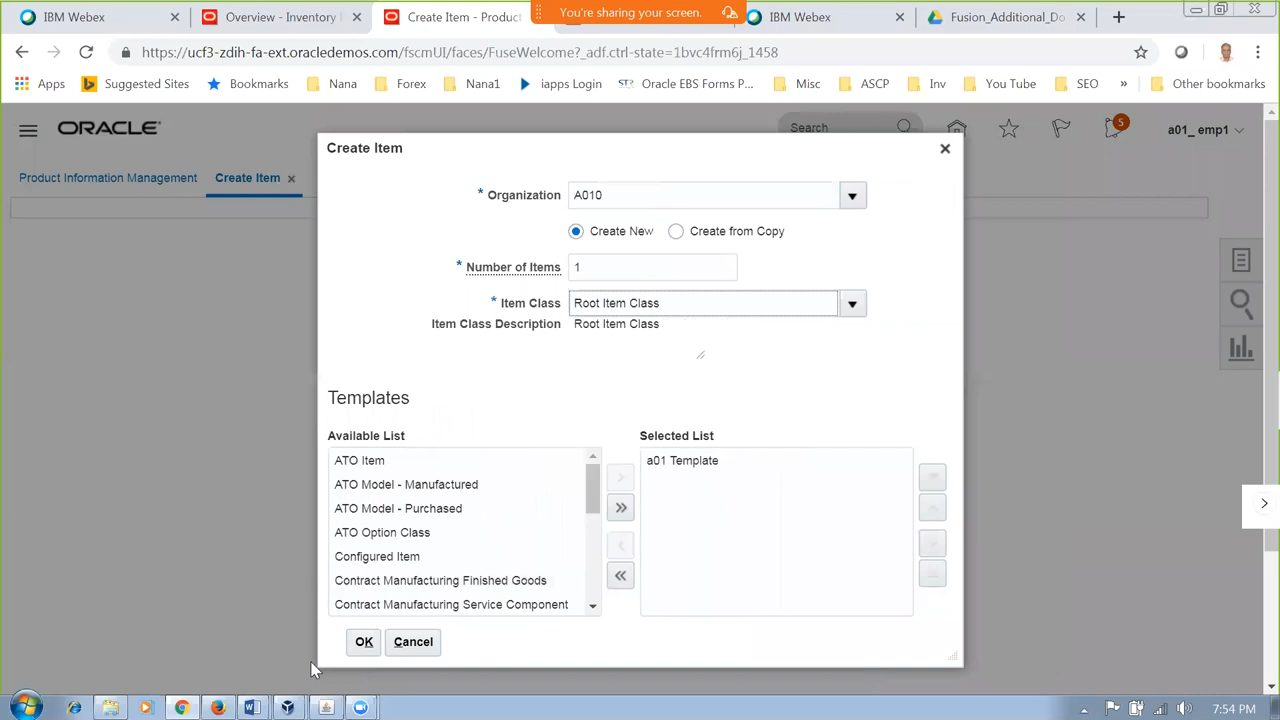 IBM Webex
Overview - Inventory
Create Item - Product
You're sharing your screen.
IBM Webex
Fusion_Additional_Do
https://ucf3-zdih-fa-ext.oracledemos.com/fscmUI/faces/FuseWelcome?_adf.ctrl-state=1bvc4frm6j_1458
Apps
Suggested Sites
Bookmarks
Nana
Forex
Nana1
iapps Login
Oracle EBS Forms P...
Misc
ASCP
Inv
You Tube
SEO
»
Other bookmarks
ORACLE
Search
5
a01_ emp1
Product Information Management
Create Item
Create Item
* Organization A010
Create New Create from Copy
* Number of Items 1
* Item Class Root Item Class
Item Class Description Root Item Class
Templates
Available List
Selected List
ATO Item
ATO Model - Manufactured
ATO Model - Purchased
ATO Option Class
Configured Item
Contract Manufacturing Finished Goods
Contract Manufacturing Service Component
a01 Template
OK Cancel
7:54 PM